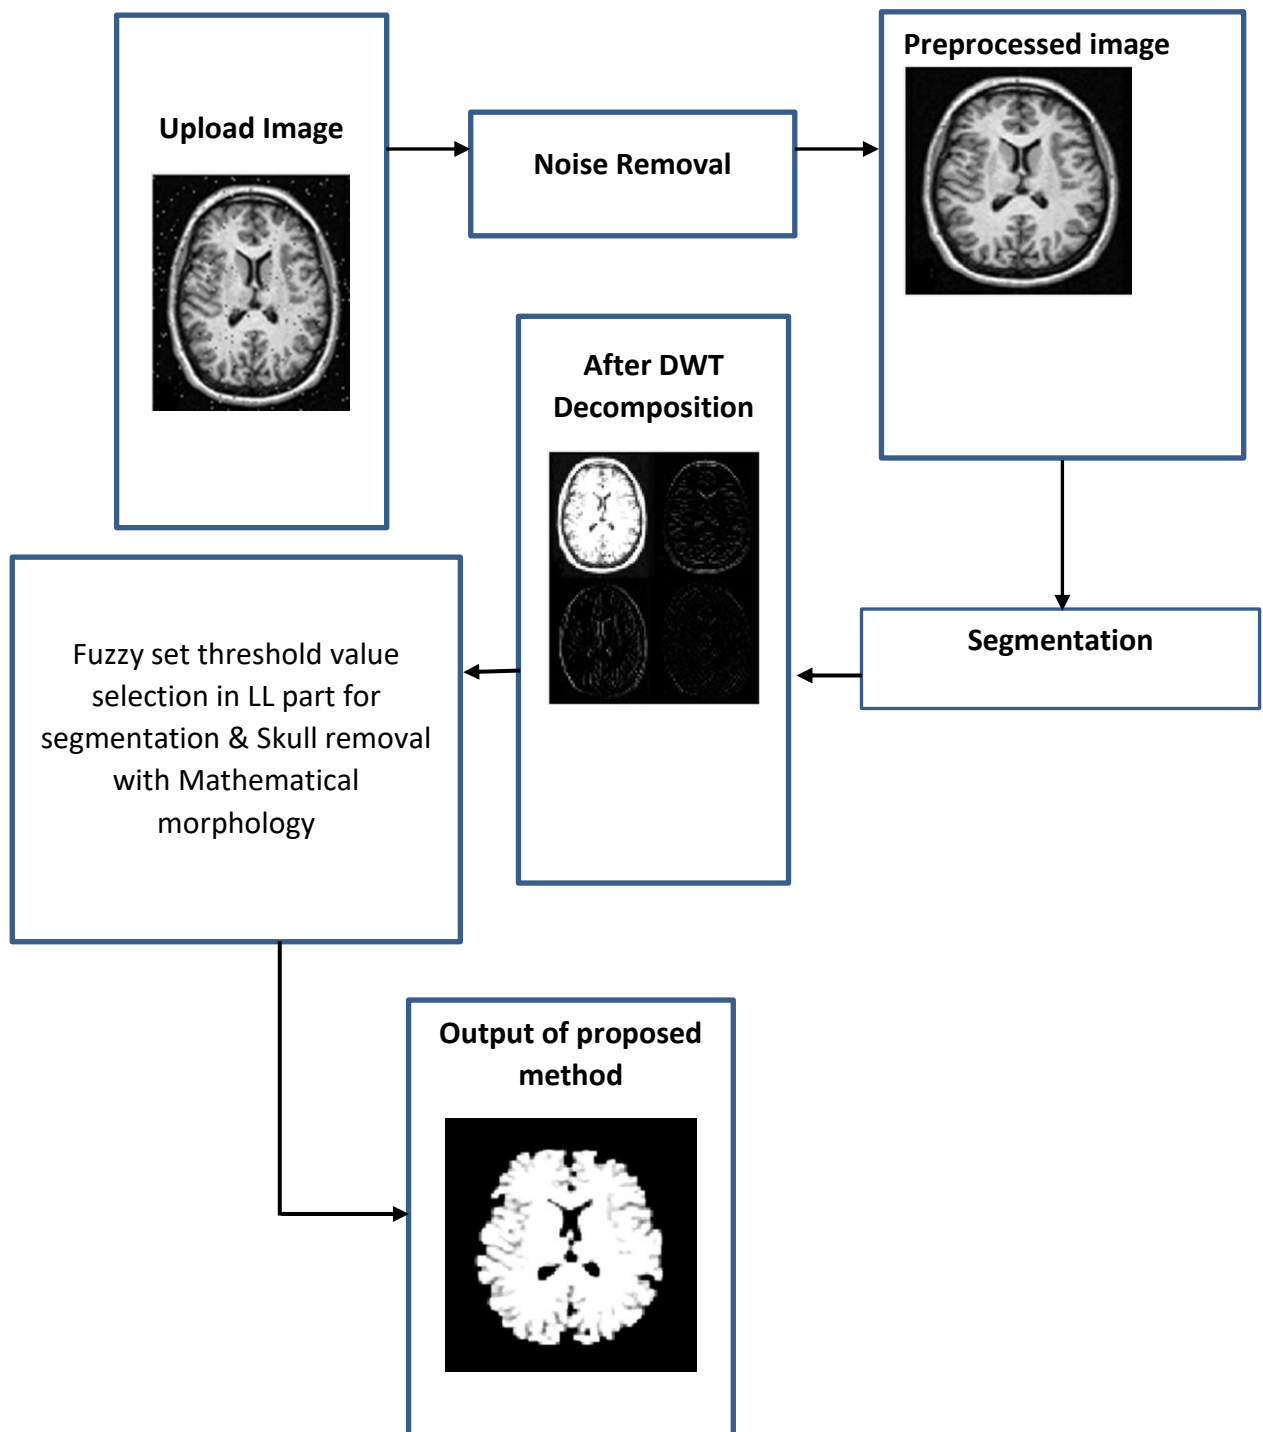 Upload Image
Noise Removal
Preprocessed image
Segmentation
After DWT
Decomposition
Fuzzy set threshold value
selection in LL part for
segmentation & Skull removal
with Mathematical
morphology
Output of proposed
method